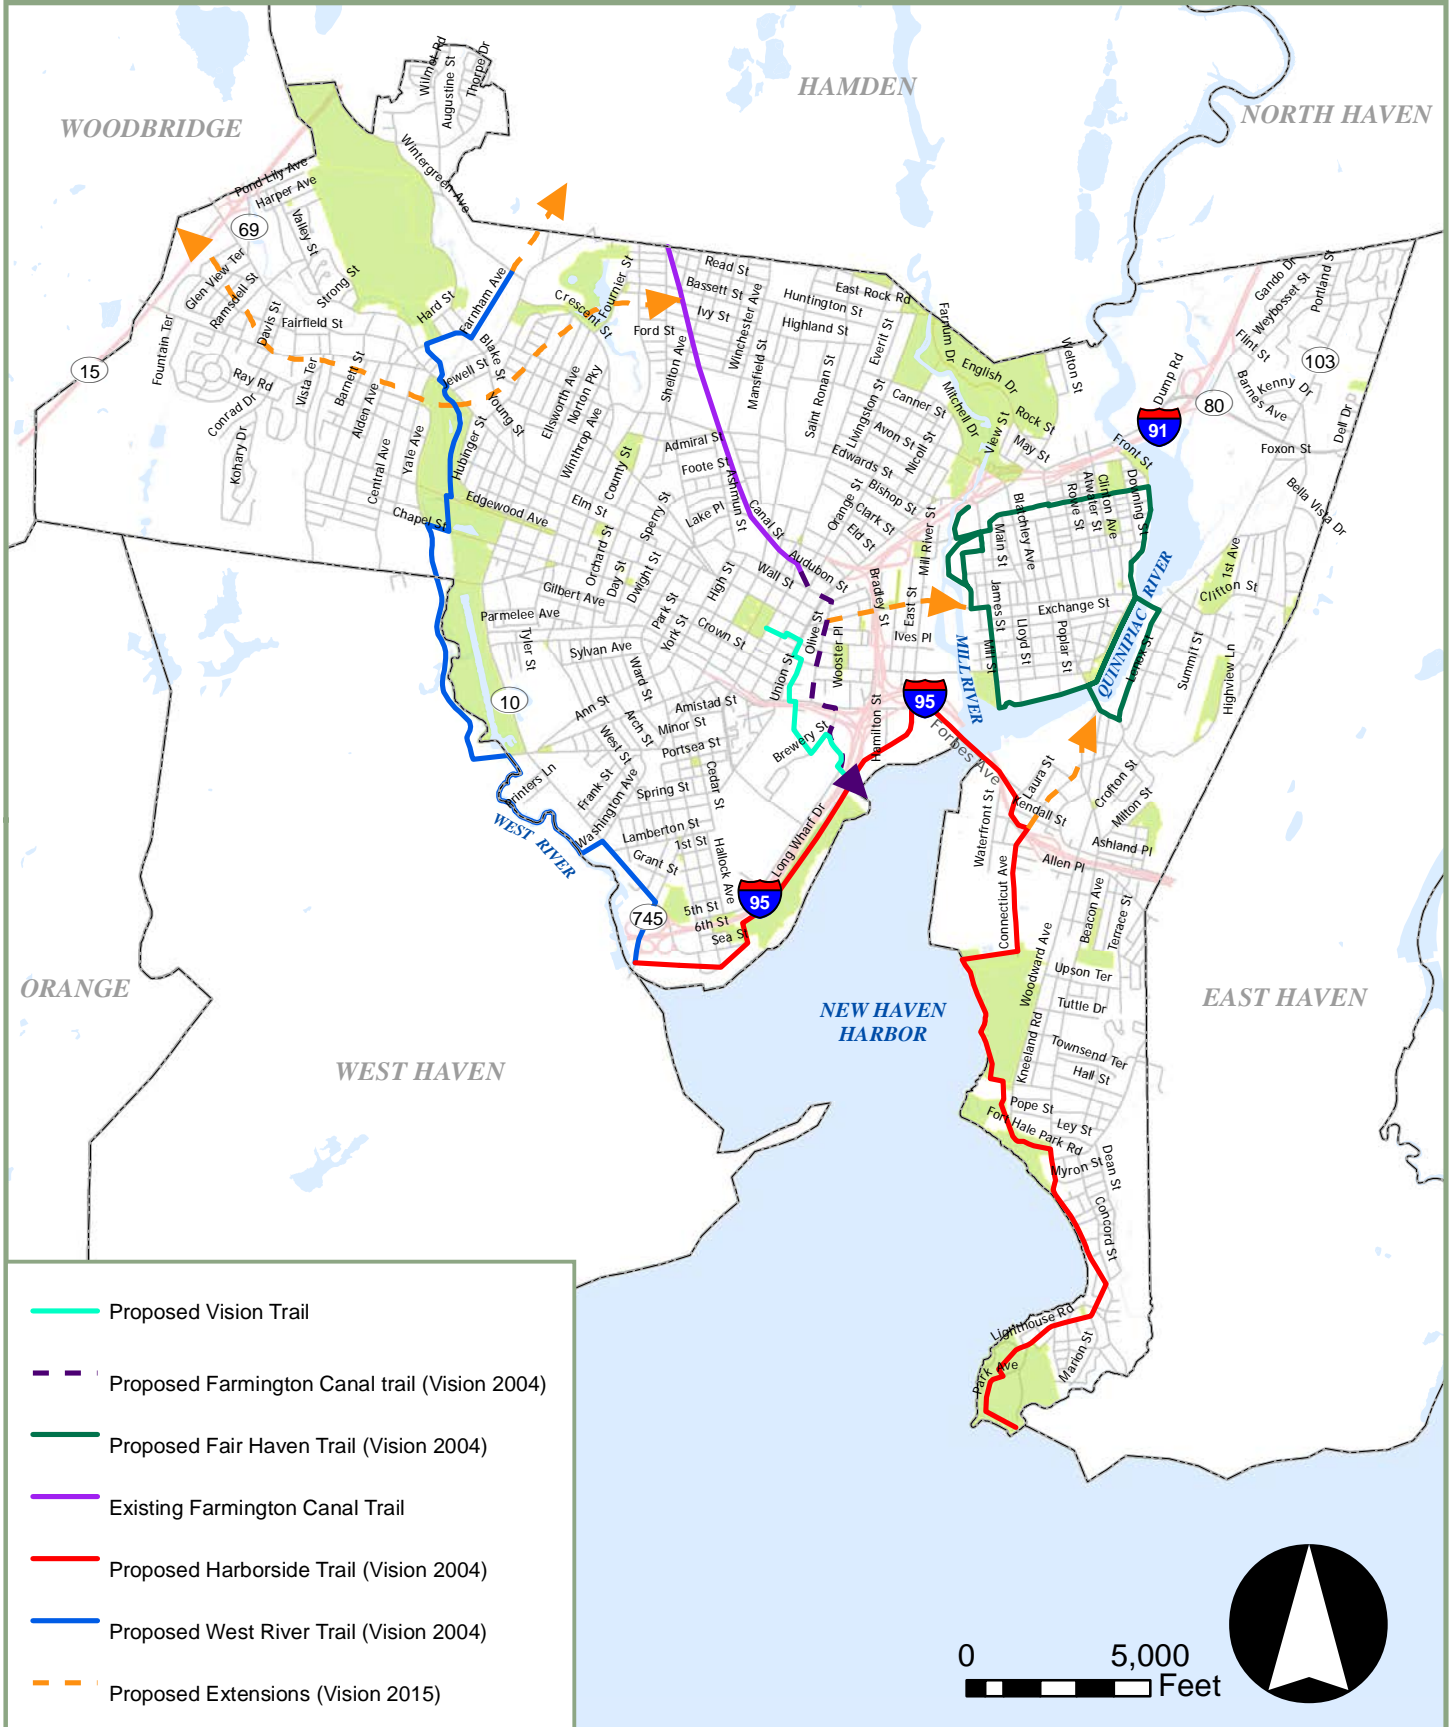 HAMDEN
WOODBRIDGE
NORTH HAVEN
Wilmot Rd
Augustine St
Thorpe Dr
Wintergreen Ave
Pond Lily Ave
Harper Ave
69
Valley St
Glen View Ter
Ramsdell St
Strong St
Davis St
Fairfield St
Fountain Ter
15
Ray Rd
Conrad Dr
Kohary Dr
Vista Ter
Barnett St
Alden Ave
Central Ave
Yale Ave
Hard St
Farnham Ave
Blake St
Jewell St
Young St
Hubinger St
Crescent St
Fournier St
Ford St
Read St
Bassett St
Ivy St
Winchester Ave
Huntington St
Highland St
East Rock Rd
Everit St
Farnum Dr
English Dr
Welton St
Gando Dr
Weybosset St
Portland St
Flint St
103
Barnes Ave
Kenny Dr
Dump Rd
80
91
Dell Dr
Foxon St
Bella Vista Dr
Shelton Ave
Mansfield St
Saint Ronan St
Livingston St
Canner St
Mitchell Dr
View St
Rock St
May St
Front St
Ellsworth Ave
Norton Pky
Winthrop Ave
County St
Admiral St
Foote St
Ashmun St
Avon St
Nicoll St
Edwards St
Bishop St
Orange St
Clark St
Eld St
Mill River St
Edgewood Ave
Chapel St
Elm St
Sperry St
Lake Pl
Canal St
Audubon St
Wall St
Orchard St
Day St
Dwight St
High St
Gilbert Ave
Park St
York St
Crown St
Parmelee Ave
Tyler St
Sylvan Ave
Ward St
Union St
Olive St
Wooster Pl
Bradley St
East St
Ives Pl
Blatchley Ave
Main St
Rowe St
Atwater St
Clinton Ave
Downing St
James St
Exchange St
Lloyd St
Poplar St
Mill St
MILL RIVER
QUINNIPIAC RIVER
Lenox St
1st Ave
Clifton St
Summit St
Highview Ln
10
Ann St
Amistad St
Arch St
Minor St
West St
Portsea St
Brewery St
Hamilton St
95
Forbes Ave
Printers Ln
Frank St
Washington Ave
Spring St
Cedar St
Laura St
Kendall St
Crofton St
Milton St
WEST RIVER
Lamberton St
1st St
Grant St
Hallock Ave
Long Wharf Dr
Waterfront St
Ashland Pl
Allen Pl
95
745
5th St
6th St
Sea St
Connecticut Ave
Beacon Ave
Terrace St
Woodward Ave
Upson Ter
Tuttle Dr
ORANGE
EAST HAVEN
NEW HAVEN
HARBOR
WEST HAVEN
Kneeland Rd
Townsend Ter
Hall St
Pope St
Fort Hale Park Rd
Ley St
Myron St
Dean St
Concord St
Lighthouse Rd
Park Ave
Marion St
Proposed Vision Trail
Proposed Farmington Canal trail (Vision 2004)
Proposed Fair Haven Trail (Vision 2004)
Existing Farmington Canal Trail
Proposed Harborside Trail (Vision 2004)
Proposed West River Trail (Vision 2004)
Proposed Extensions (Vision 2015)
0 5,000
Feet